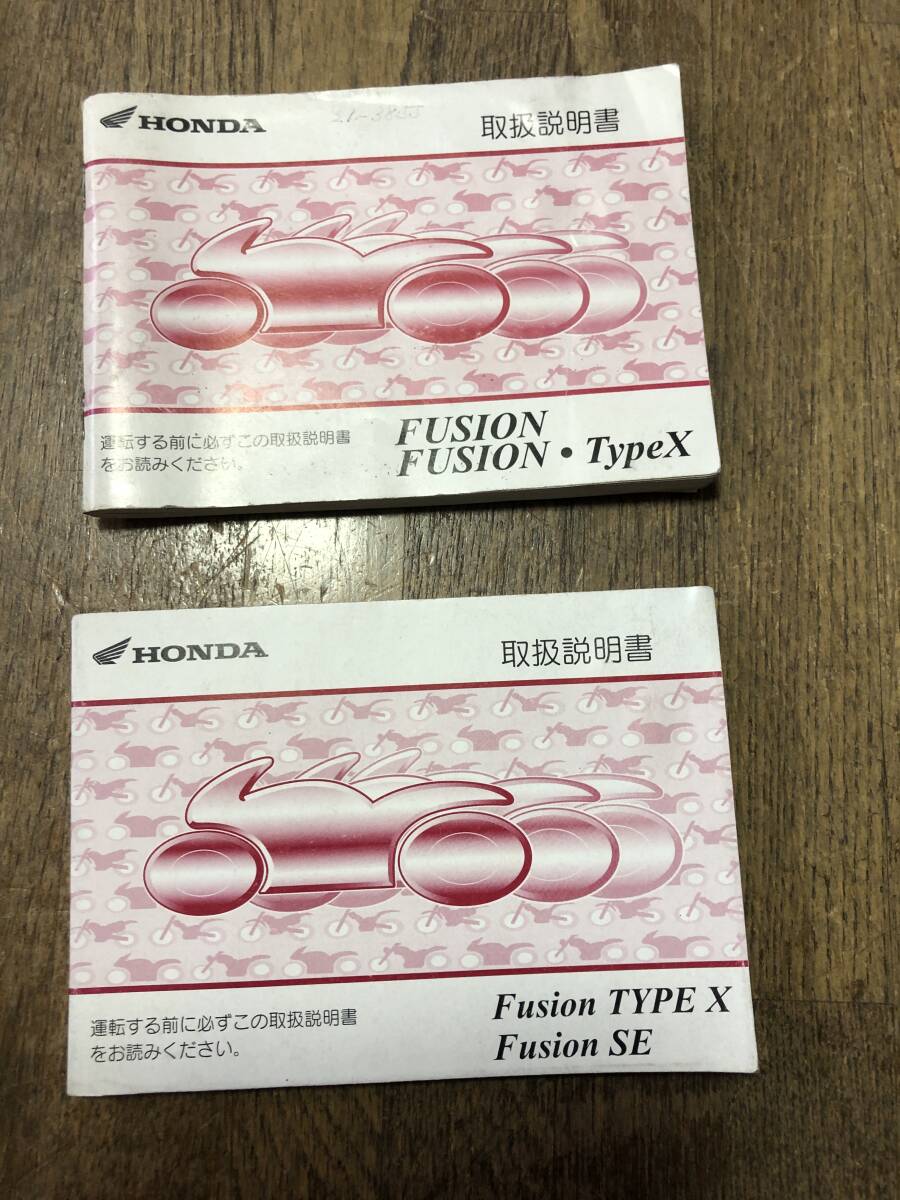 HONDA
21-3855
取扱説明書
運転する前に必ずこの取扱説明書
をお読みください。
FUSION
FUSION・TypeX
HONDA
取扱説明書
運転する前に必ずこの取扱説明書
をお読みください。
Fusion TYPE X
Fusion SE